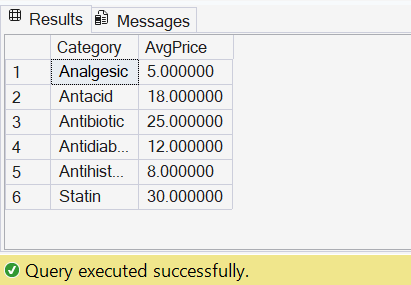 Results Messages
Category AvgPrice
1 Analgesic 5.000000
2 Antacid 18.000000
3 Antibiotic 25.000000
4 Antidiab... 12.000000
5 Antihist... 8.000000
6 Statin 30.000000
Query executed successfully.